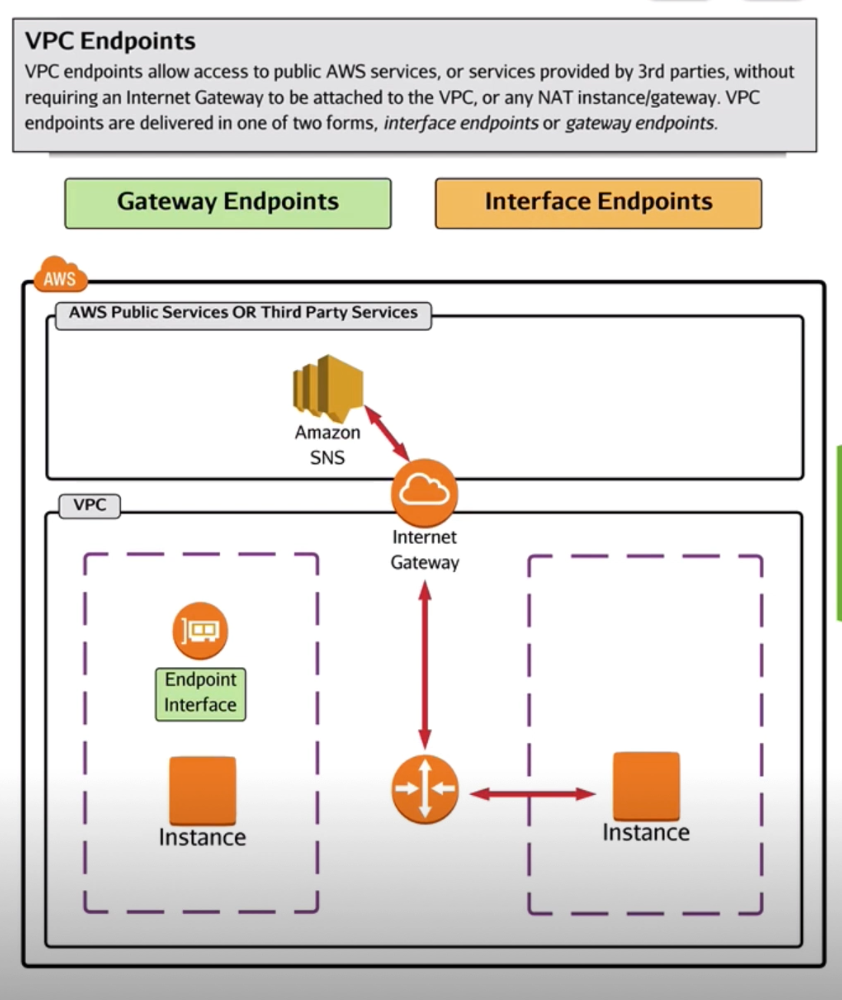 VPC Endpoints
VPC endpoints allow access to public AWS services, or services provided by 3rd parties, without
requiring an Internet Gateway to be attached to the VPC, or any NAT instance/gateway. VPC
endpoints are delivered in one of two forms, interface endpoints or gateway endpoints.
Gateway Endpoints
Interface Endpoints
AWS
AWS Public Services OR Third Party Services
Amazon
SNS
VPC
Internet
Gateway
Endpoint
Interface
Instance
Instance